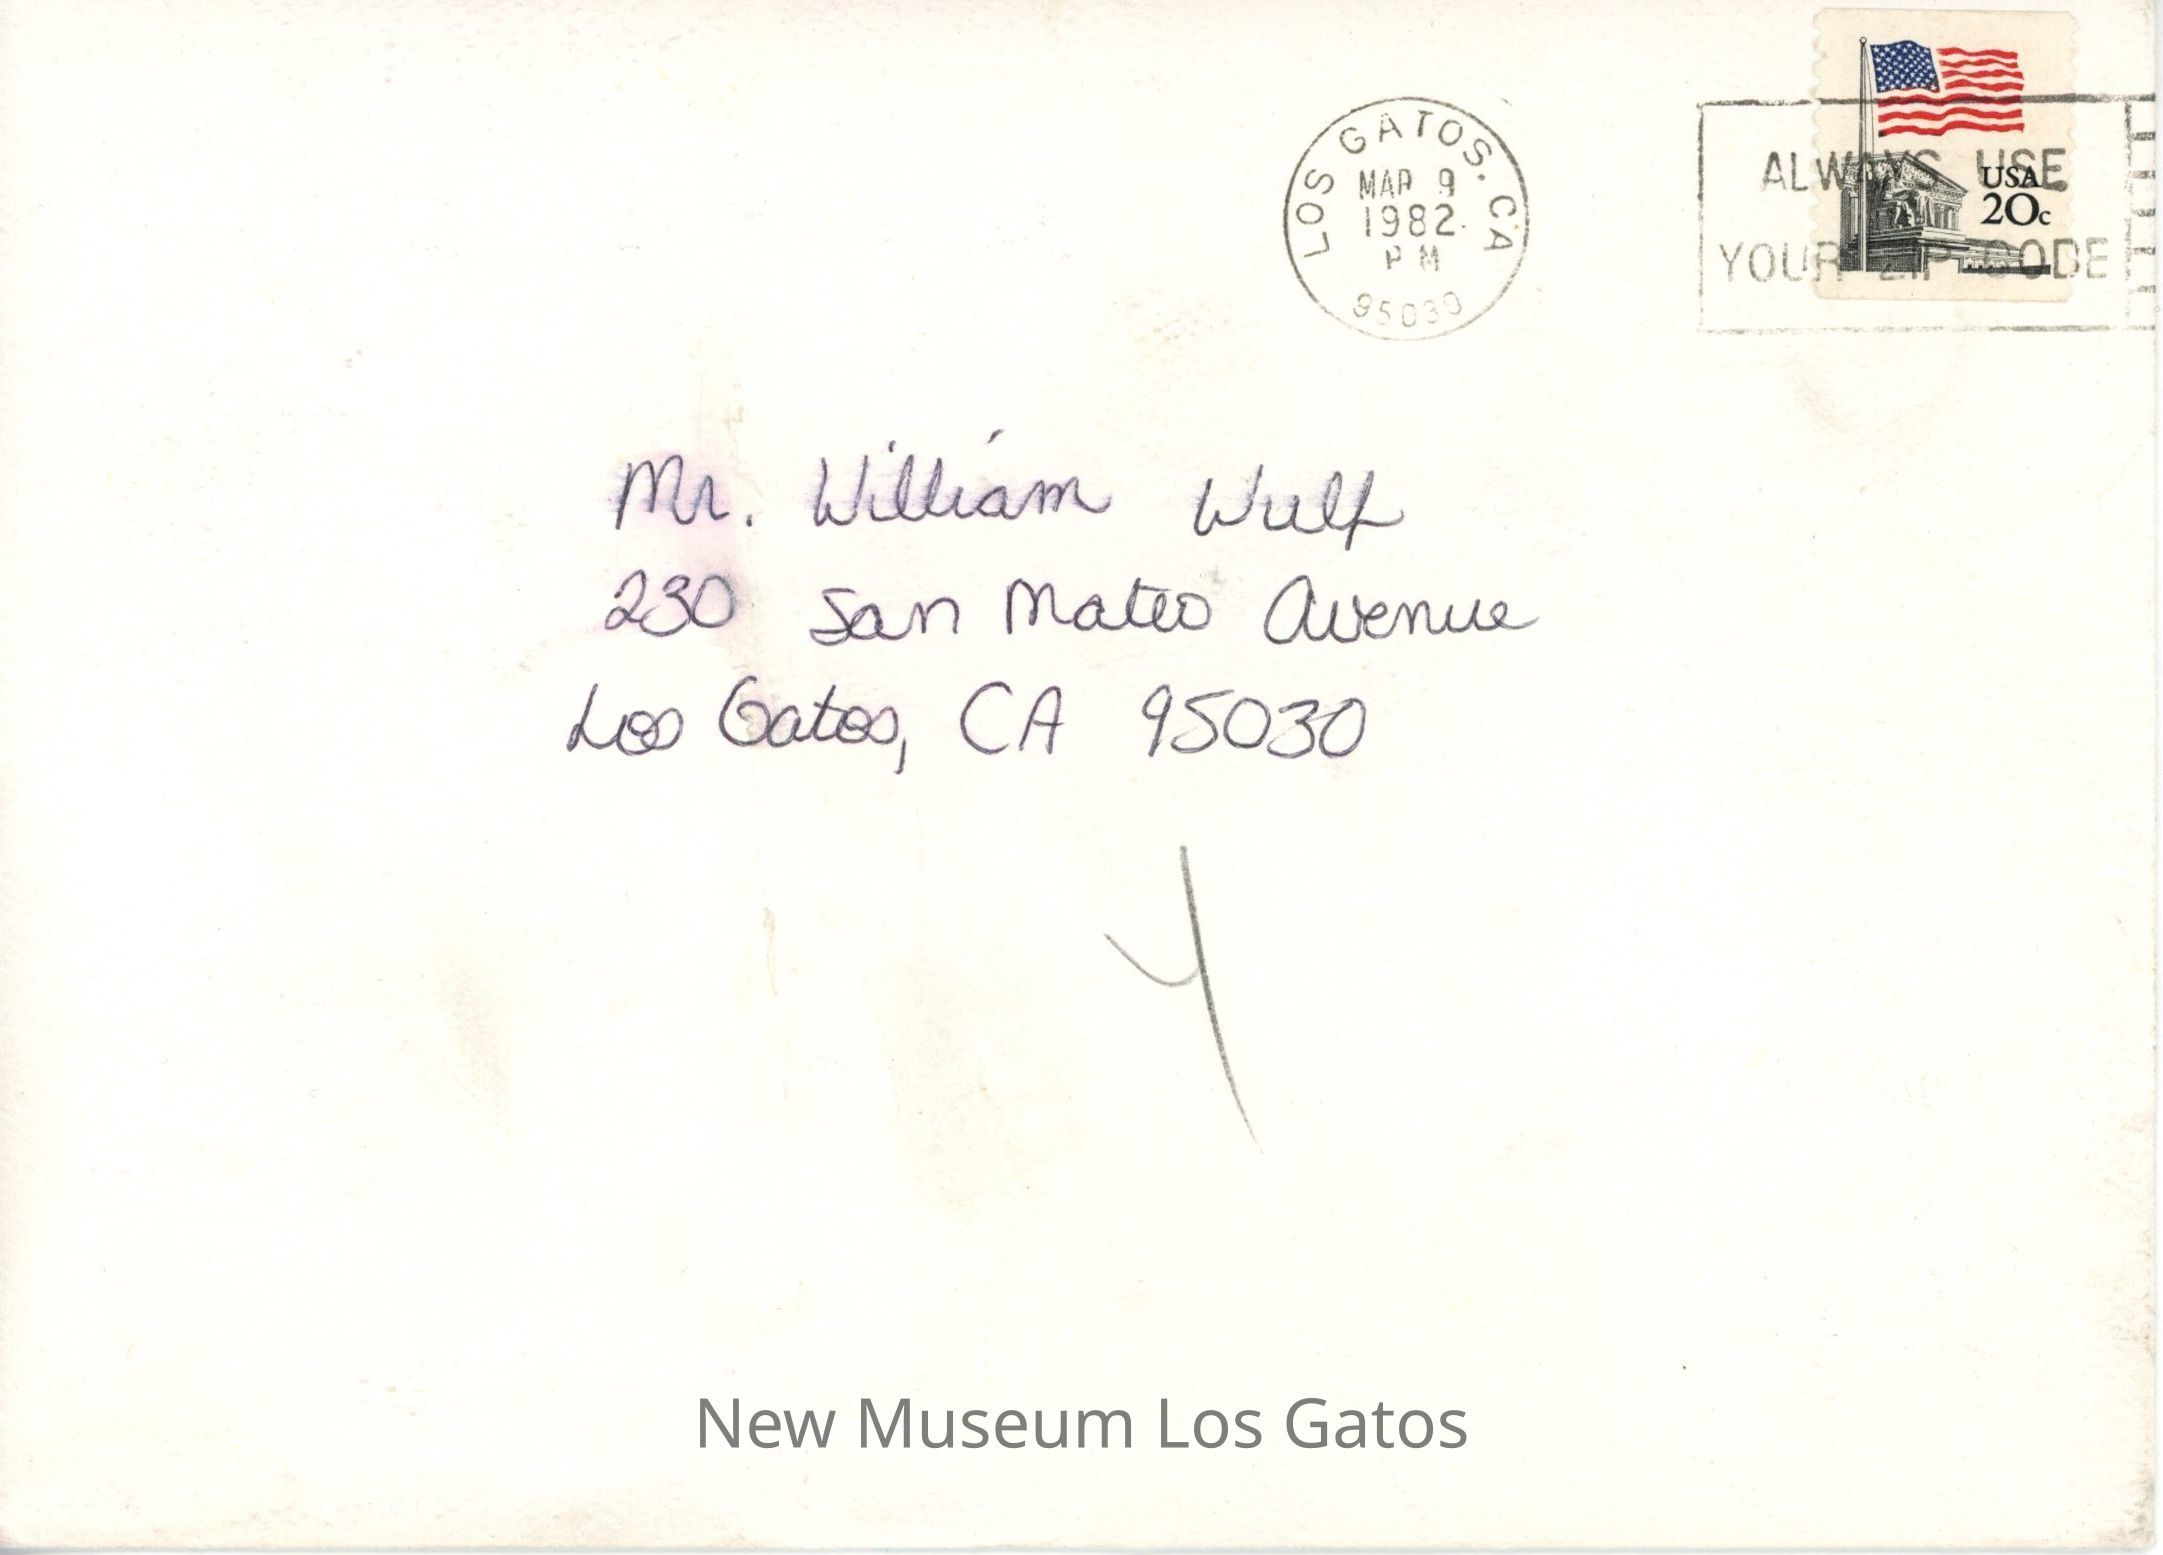 LOS GATOS, CA
MAR 9
1982
PM
95030
ALWAYS USE
YOUR ZIP CODE
USA
20c
Mr. William Wulf
230 San Mateo Avenue
Los Gatos, CA 95030
New Museum Los Gatos